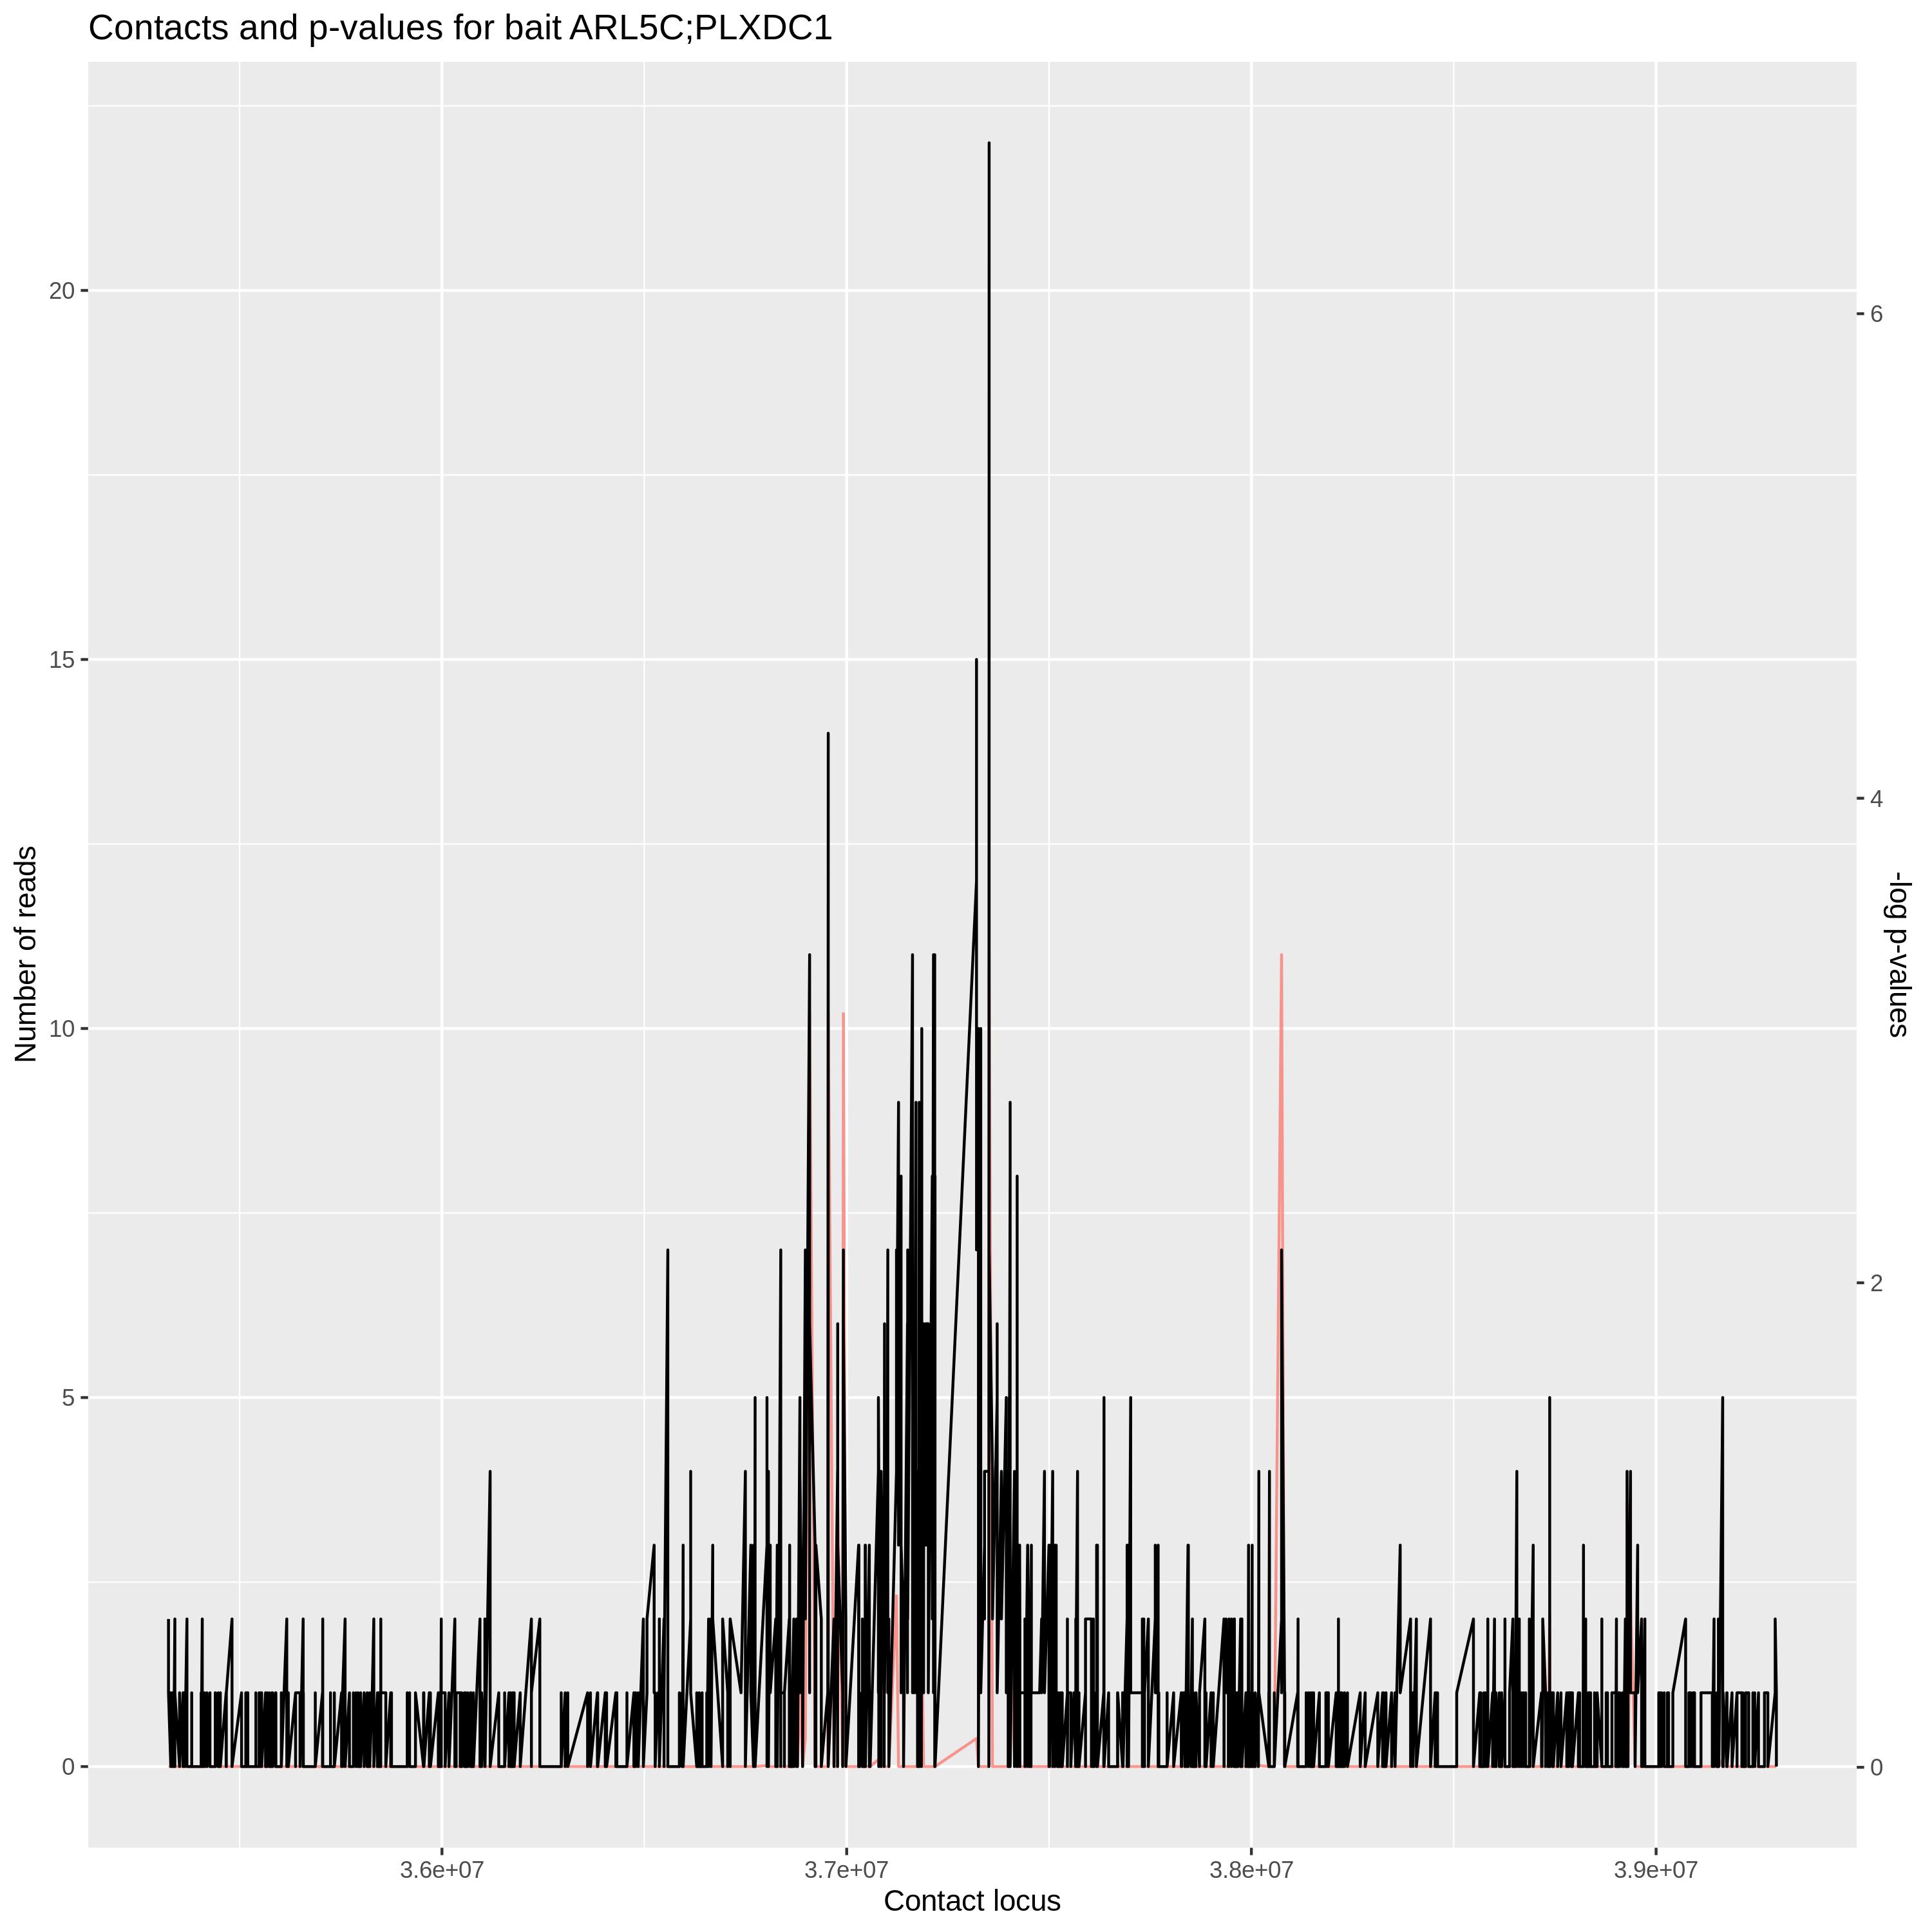 Contacts and p-values for bait ARL5C;PLXDC1
20
15
10
5
0
6
4
2
0
Number of reads
-log p-values
3.6e+07
3.7e+07
3.8e+07
3.9e+07
Contact locus